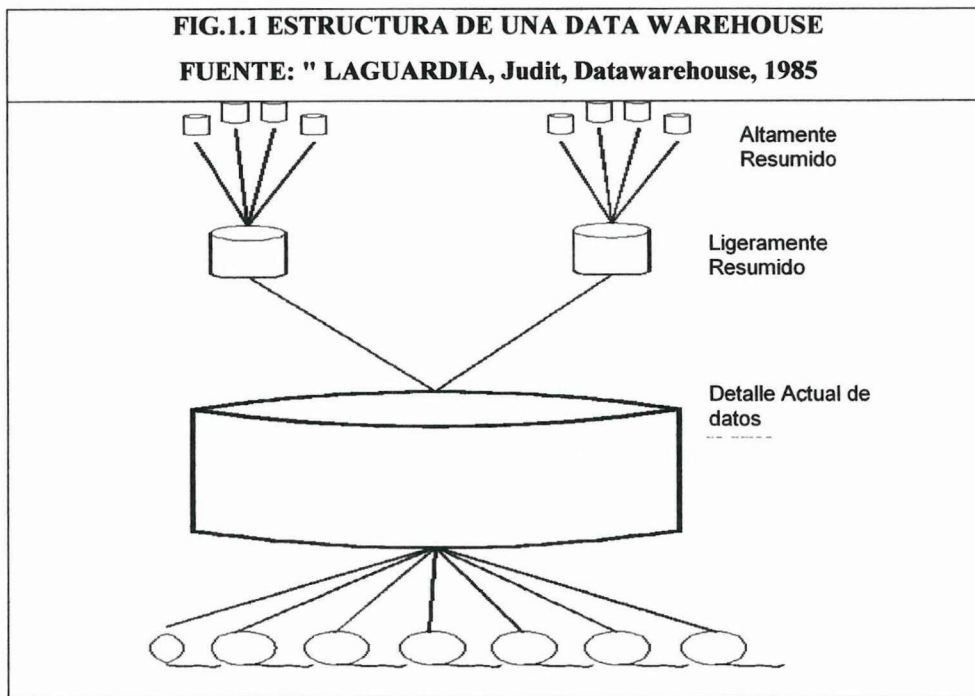 FIG.1.1 ESTRUCTURA DE UNA DATA WAREHOUSE
FUENTE: " LAGUARDIA, Judit, Datawarehouse, 1985
Altamente
Resumido
Ligeramente
Resumido
Detalle Actual de
datos